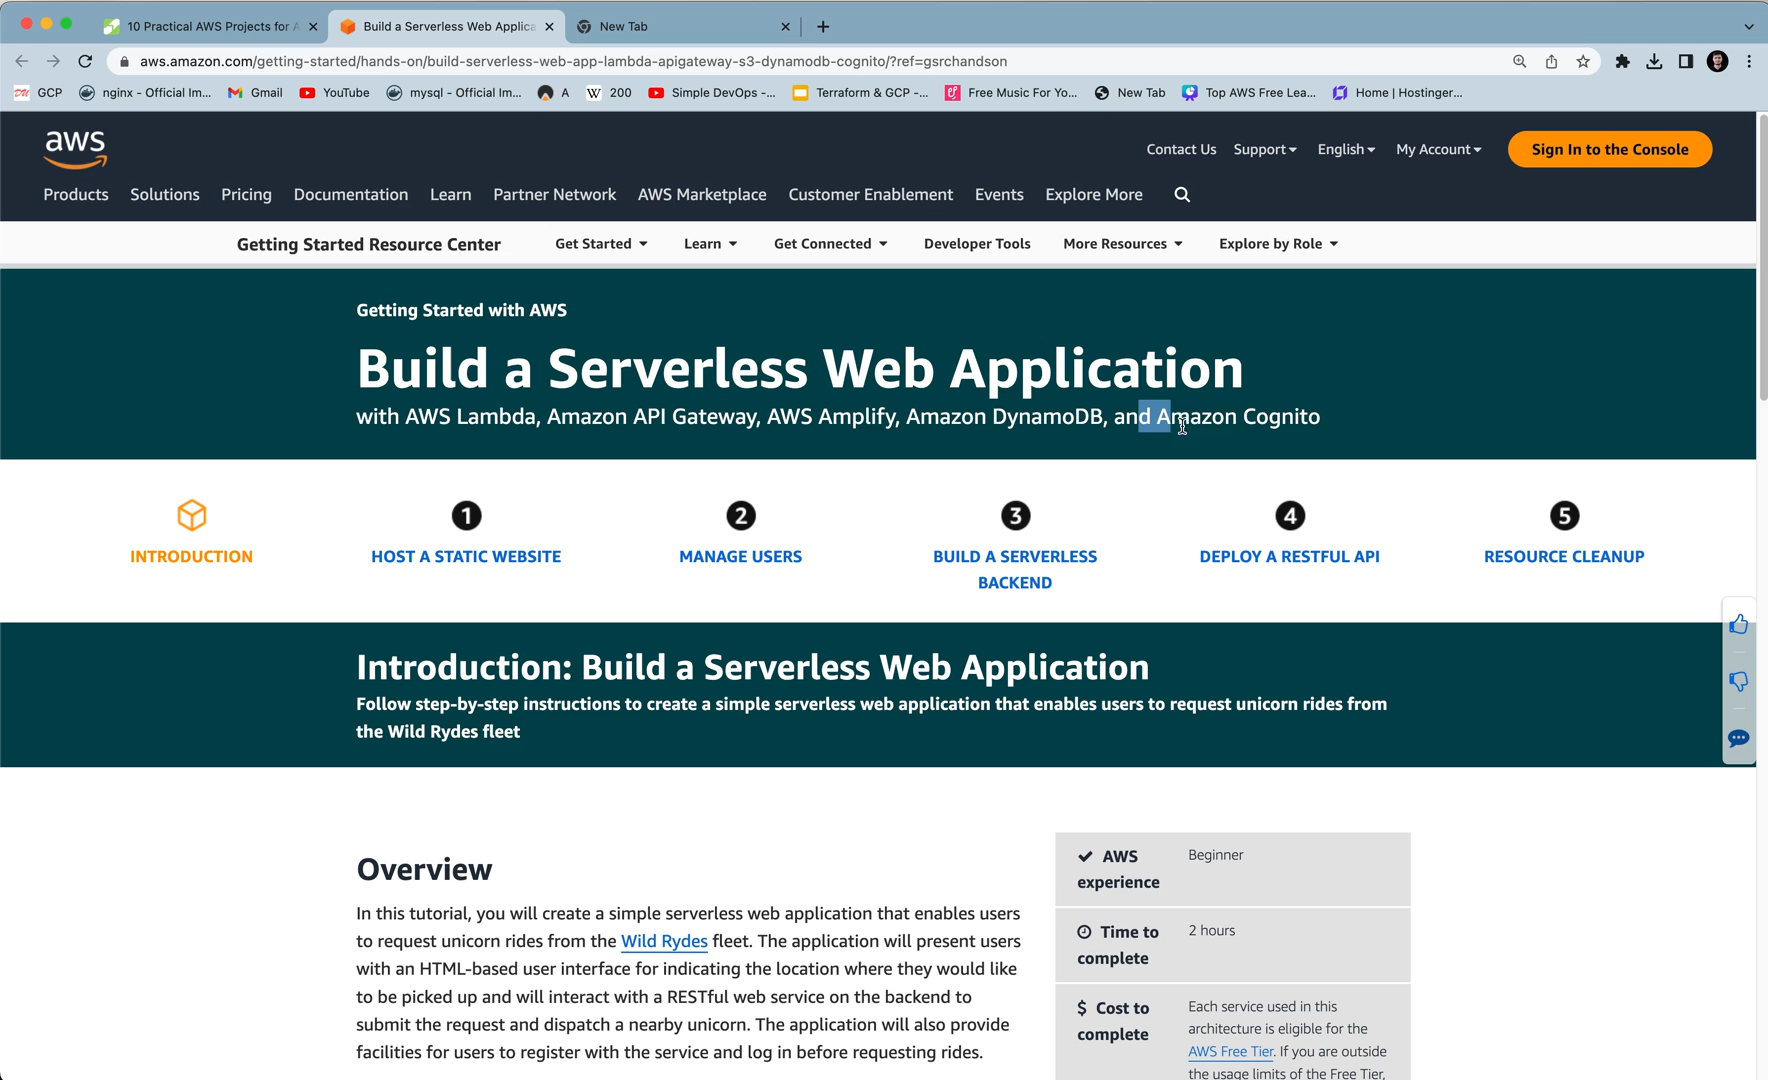 10 Practical AWS Projects for A
Build a Serverless Web Applica
New Tab
aws.amazon.com/getting-started/hands-on/build-serverless-web-app-lambda-apigateway-s3-dynamodb-cognito/?ref=gsrchandson
GCP
nginx - Official Im...
Gmail
YouTube
mysql - Official Im...
A
W 200
Simple DevOps -...
Terraform & GCP -...
Free Music For Yo...
New Tab
Top AWS Free Lea...
Home | Hostinger...
aws
Contact Us
Support
English
My Account
Sign In to the Console
Products
Solutions
Pricing
Documentation
Learn
Partner Network
AWS Marketplace
Customer Enablement
Events
Explore More
Getting Started Resource Center
Get Started
Learn
Get Connected
Developer Tools
More Resources
Explore by Role
Getting Started with AWS
Build a Serverless Web Application
with AWS Lambda, Amazon API Gateway, AWS Amplify, Amazon DynamoDB, and Amazon Cognito
INTRODUCTION
1
HOST A STATIC WEBSITE
2
MANAGE USERS
3
BUILD A SERVERLESS
BACKEND
4
DEPLOY A RESTFUL API
5
RESOURCE CLEANUP
Introduction: Build a Serverless Web Application
Follow step-by-step instructions to create a simple serverless web application that enables users to request unicorn rides from
the Wild Rydes fleet
Overview
In this tutorial, you will create a simple serverless web application that enables users
to request unicorn rides from the Wild Rydes fleet. The application will present users
with an HTML-based user interface for indicating the location where they would like
to be picked up and will interact with a RESTful web service on the backend to
submit the request and dispatch a nearby unicorn. The application will also provide
facilities for users to register with the service and log in before requesting rides.
AWS
experience
Beginner
Time to
complete
2 hours
$ Cost to
complete
Each service used in this
architecture is eligible for the
AWS Free Tier. If you are outside
the usage limits of the Free Tier,